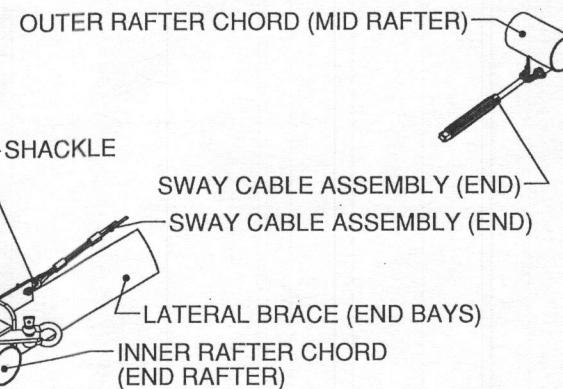 OUTER RAFTER CHORD (MID RAFTER)
SHACKLE
SWAY CABLE ASSEMBLY (END)
SWAY CABLE ASSEMBLY (END)
LATERAL BRACE (END BAYS)
INNER RAFTER CHORD
(END RAFTER)